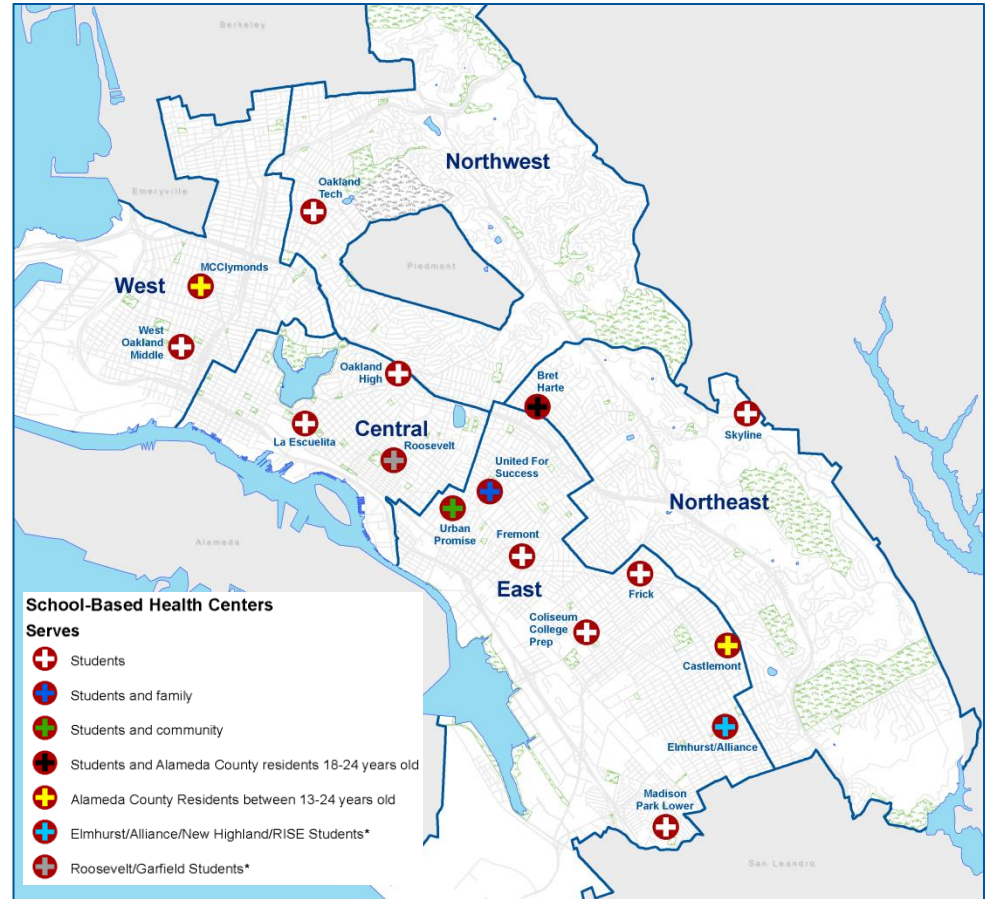 Berkeley
Northwest
Oakland
Tech
Emeryville
Piedmont
MCClymonds
West
West
Oakland
Middle
Oakland
High
Bret
Harte
Skyline
La Escuelita
Central
Roosevelt
United For
Success
Northeast
Urban
Promise
Fremont
Alameda
East
Frick
Coliseum
College
Prep
Castlemont
Elmhurst/Alliance
Madison
Park Lower
San Leandro
School-Based Health Centers
Serves
Students
Students and family
Students and community
Students and Alameda County residents 18-24 years old
Alameda County Residents between 13-24 years old
Elmhurst/Alliance/New Highland/RISE Students*
Roosevelt/Garfield Students*